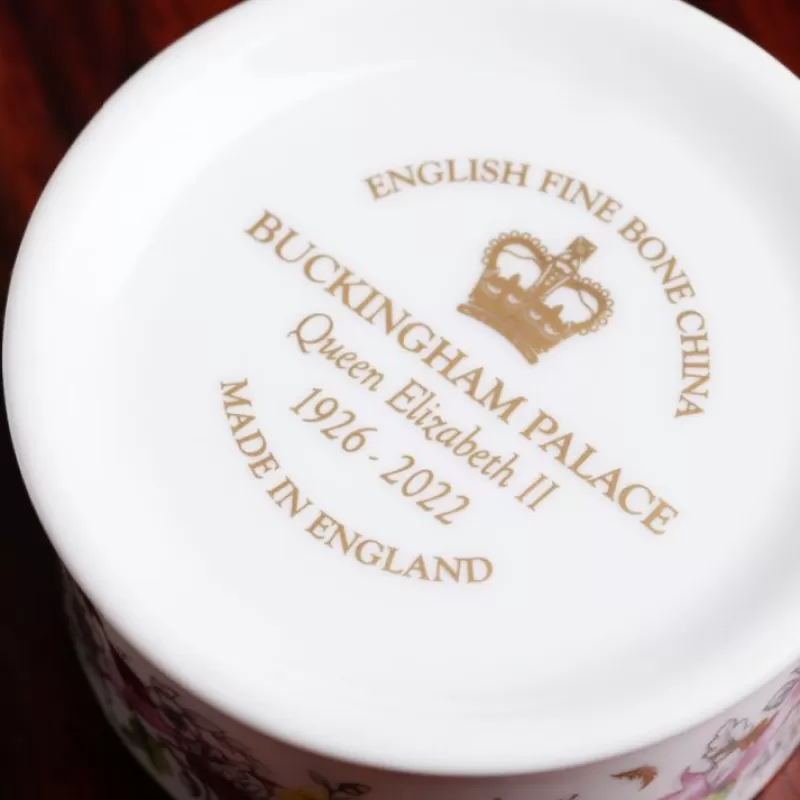 ENGLISH FINE BONE CHINA
BUCKINGHAM PALACE
Queen Elizabeth II
1926 - 2022
MADE IN ENGLAND